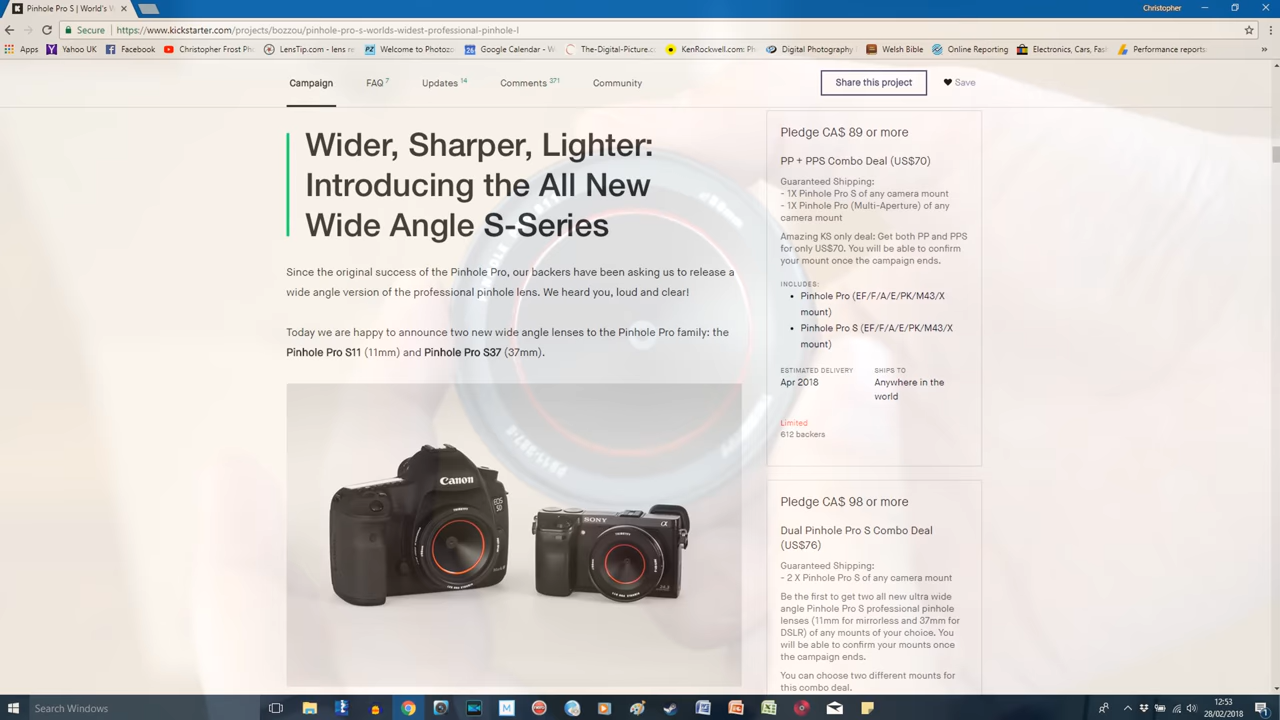 Pinhole Pro S | World's W
Christopher
Secure
https://www.kickstarter.com/projects/bozzou/pinhole-pro-s-worlds-widest-professional-pinhole-l
Apps
Yahoo UK
Facebook
Christopher Frost Ph
LensTip.com - lens re
Welcome to Photozo
Google Calendar - W
The-Digital-Picture.c
KenRockwell.com: Ph
Digital Photography
Welsh Bible
Online Reporting
Electronics, Cars, Fas
Performance reports
Campaign
FAQ 7
Updates 14
Comments 371
Community
Share this project
Save
Wider, Sharper, Lighter:
Introducing the All New
Wide Angle S-Series
Since the original success of the Pinhole Pro, our backers have been asking us to release a
wide angle version of the professional pinhole lens. We heard you, loud and clear!
Today we are happy to announce two new wide angle lenses to the Pinhole Pro family: the
Pinhole Pro S11 (11mm) and Pinhole Pro S37 (37mm).
Canon
EOS
5D
SONY
α
Pledge CA$ 89 or more
PP + PPS Combo Deal (US$70)
Guaranteed Shipping:
- 1X Pinhole Pro S of any camera mount
- 1X Pinhole Pro (Multi-Aperture) of any
camera mount
Amazing KS only deal: Get both PP and PPS
for only US$70. You will be able to confirm
your mount once the campaign ends.
INCLUDES:
• Pinhole Pro (EF/F/A/E/PK/M43/X
mount)
• Pinhole Pro S (EF/F/A/E/PK/M43/X
mount)
ESTIMATED DELIVERY
Apr 2018
SHIPS TO
Anywhere in the
world
Limited
612 backers
Pledge CA$ 98 or more
Dual Pinhole Pro S Combo Deal
(US$76)
Guaranteed Shipping:
- 2 X Pinhole Pro S of any camera mount
Be the first to get two all new ultra wide
angle Pinhole Pro S professional pinhole
lenses (11mm for mirrorless and 37mm for
DSLR) of any mounts of your choice. You
will be able to confirm your mounts once
the campaign ends.
You can choose two different mounts for
this combo deal.
Search Windows
12:53
28/02/2018